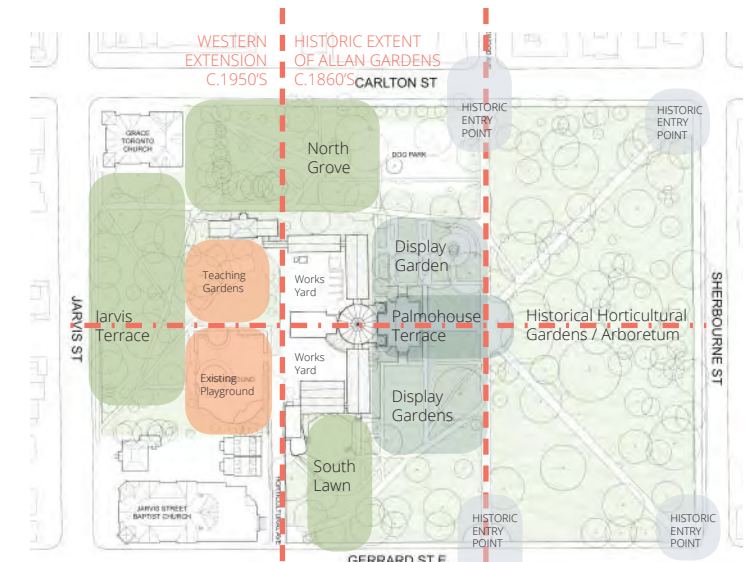 WESTERN
EXTENSION
C.1950'S
HISTORIC EXTENT
OF ALLAN GARDENS
C.1860'S
CARLTON ST
HISTORIC
ENTRY
POINT
HISTORIC
ENTRY
POINT
GRACE
TORONTO
CHURCH
North
Grove
DOG PARK
Teaching
Gardens
Works
Yard
Display
Garden
JARVIS ST
Jarvis
Terrace
Palmohouse
Terrace
Historical Horticultural
Gardens / Arboretum
SHERBOURNE ST
Existing
Playground
Works
Yard
Display
Gardens
South
Lawn
JARVIS STREET
BAPTIST CHURCH
HISTORIC
ENTRY
POINT
HISTORIC
ENTRY
POINT
GERRARD ST E